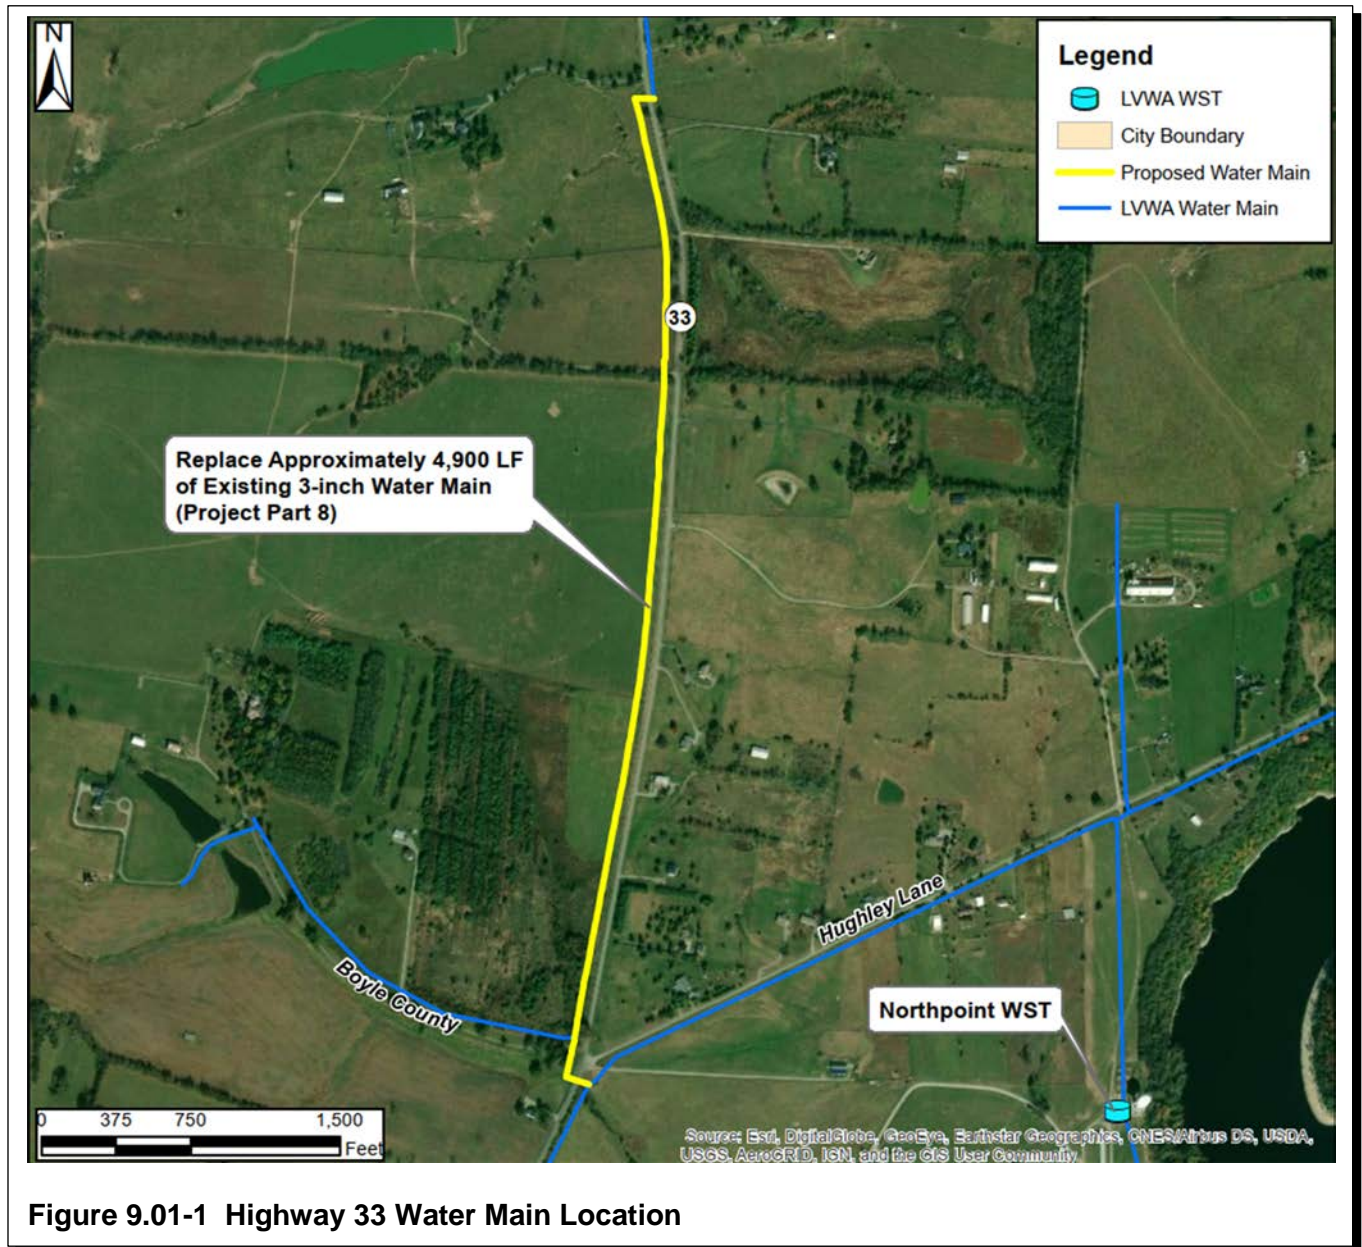 N
Legend
LVWA WST
City Boundary
Proposed Water Main
LVWA Water Main
33
Replace Approximately 4,900 LF
of Existing 3-inch Water Main
(Project Part 8)
Hughley Lane
Boyle County
Northpoint WST
0 375 750 1,500
Feet
Source: Esri, DigitalGlobe, GeoEye, Earthstar Geographics, CNES/Airbus DS, USDA,
USGS, AeroGRID, IGN, and the GIS User Community
Figure 9.01-1 Highway 33 Water Main Location